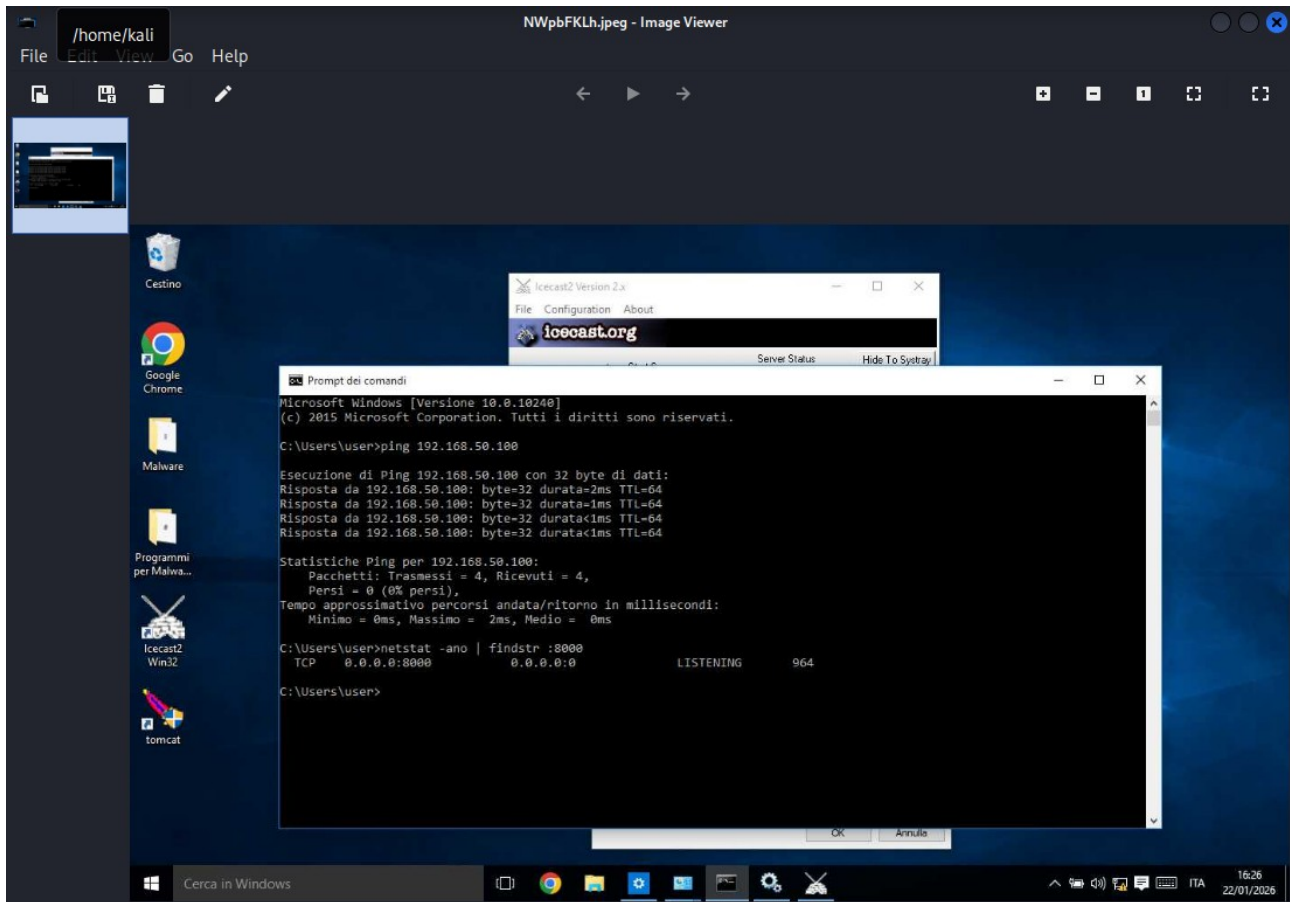 NWpbFKLh.jpeg - Image Viewer
/home/kali
File Edit View Go Help
Cestino
Google
Chrome
Malware
Programmi
per Malwa...
Icecast2
Win32
tomcat
Icecast2 Version 2.x
File Configuration About
icecast.org
Server Status Hide To Systray
Prompt dei comandi
Microsoft Windows [Versione 10.0.10240]
(c) 2015 Microsoft Corporation. Tutti i diritti sono riservati.
C:\Users\user>ping 192.168.50.100
Esecuzione di Ping 192.168.50.100 con 32 byte di dati:
Risposta da 192.168.50.100: byte=32 durata=2ms TTL=64
Risposta da 192.168.50.100: byte=32 durata=1ms TTL=64
Risposta da 192.168.50.100: byte=32 durata<1ms TTL=64
Risposta da 192.168.50.100: byte=32 durata<1ms TTL=64
Statistiche Ping per 192.168.50.100:
Pacchetti: Trasmessi = 4, Ricevuti = 4,
Persi = 0 (0% persi),
Tempo approssimativo percorsi andata/ritorno in millisecondi:
Minimo = 0ms, Massimo = 2ms, Medio = 0ms
C:\Users\user>netstat -ano | findstr :8000
TCP 0.0.0.0:8000 0.0.0.0:0 LISTENING 964
C:\Users\user>
OK Annulla
Cerca in Windows
ITA
16:26
22/01/2026